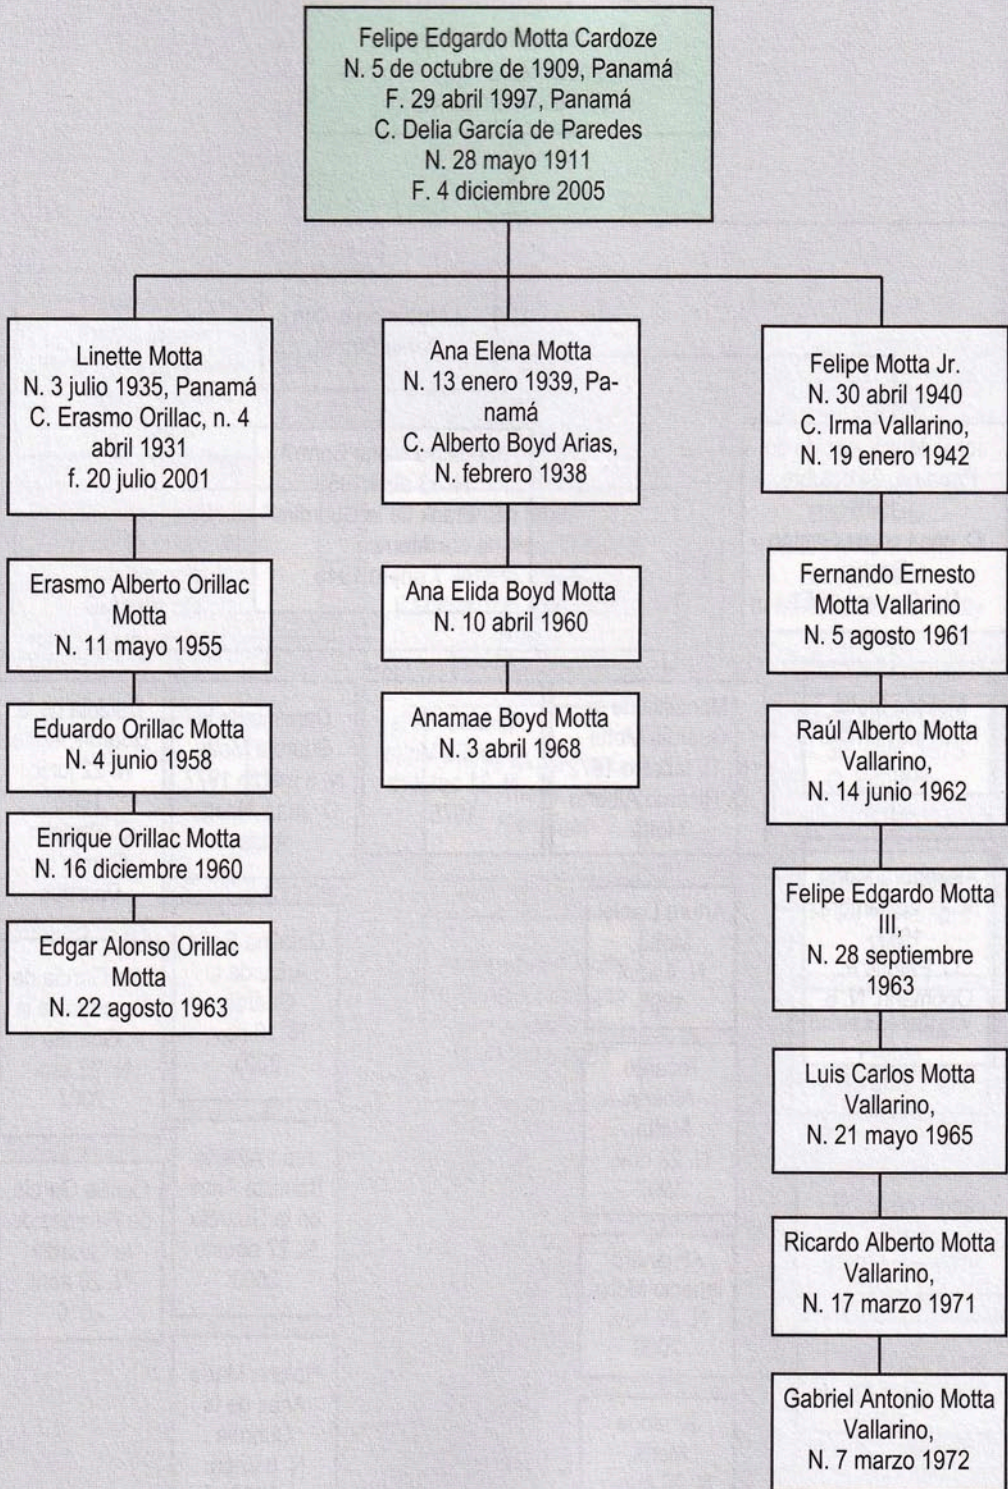 Felipe Edgardo Motta Cardoze
N. 5 de octubre de 1909, Panamá
F. 29 abril 1997, Panamá
C. Delia García de Paredes
N. 28 mayo 1911
F. 4 diciembre 2005
Linette Motta
N. 3 julio 1935, Panamá
C. Erasmo Orillac, n. 4
abril 1931
f. 20 julio 2001
Erasmo Alberto Orillac
Motta
N. 11 mayo 1955
Eduardo Orillac Motta
N. 4 junio 1958
Enrique Orillac Motta
N. 16 diciembre 1960
Edgar Alonso Orillac
Motta
N. 22 agosto 1963
Ana Elena Motta
N. 13 enero 1939, Pa-
namá
C. Alberto Boyd Arias,
N. febrero 1938
Ana Elida Boyd Motta
N. 10 abril 1960
Anamae Boyd Motta
N. 3 abril 1968
Felipe Motta Jr.
N. 30 abril 1940
C. Irma Vallarino,
N. 19 enero 1942
Fernando Ernesto
Motta Vallarino
N. 5 agosto 1961
Raúl Alberto Motta
Vallarino,
N. 14 junio 1962
Felipe Edgardo Motta
III,
N. 28 septiembre
1963
Luis Carlos Motta
Vallarino,
N. 21 mayo 1965
Ricardo Alberto Motta
Vallarino,
N. 17 marzo 1971
Gabriel Antonio Motta
Vallarino,
N. 7 marzo 1972